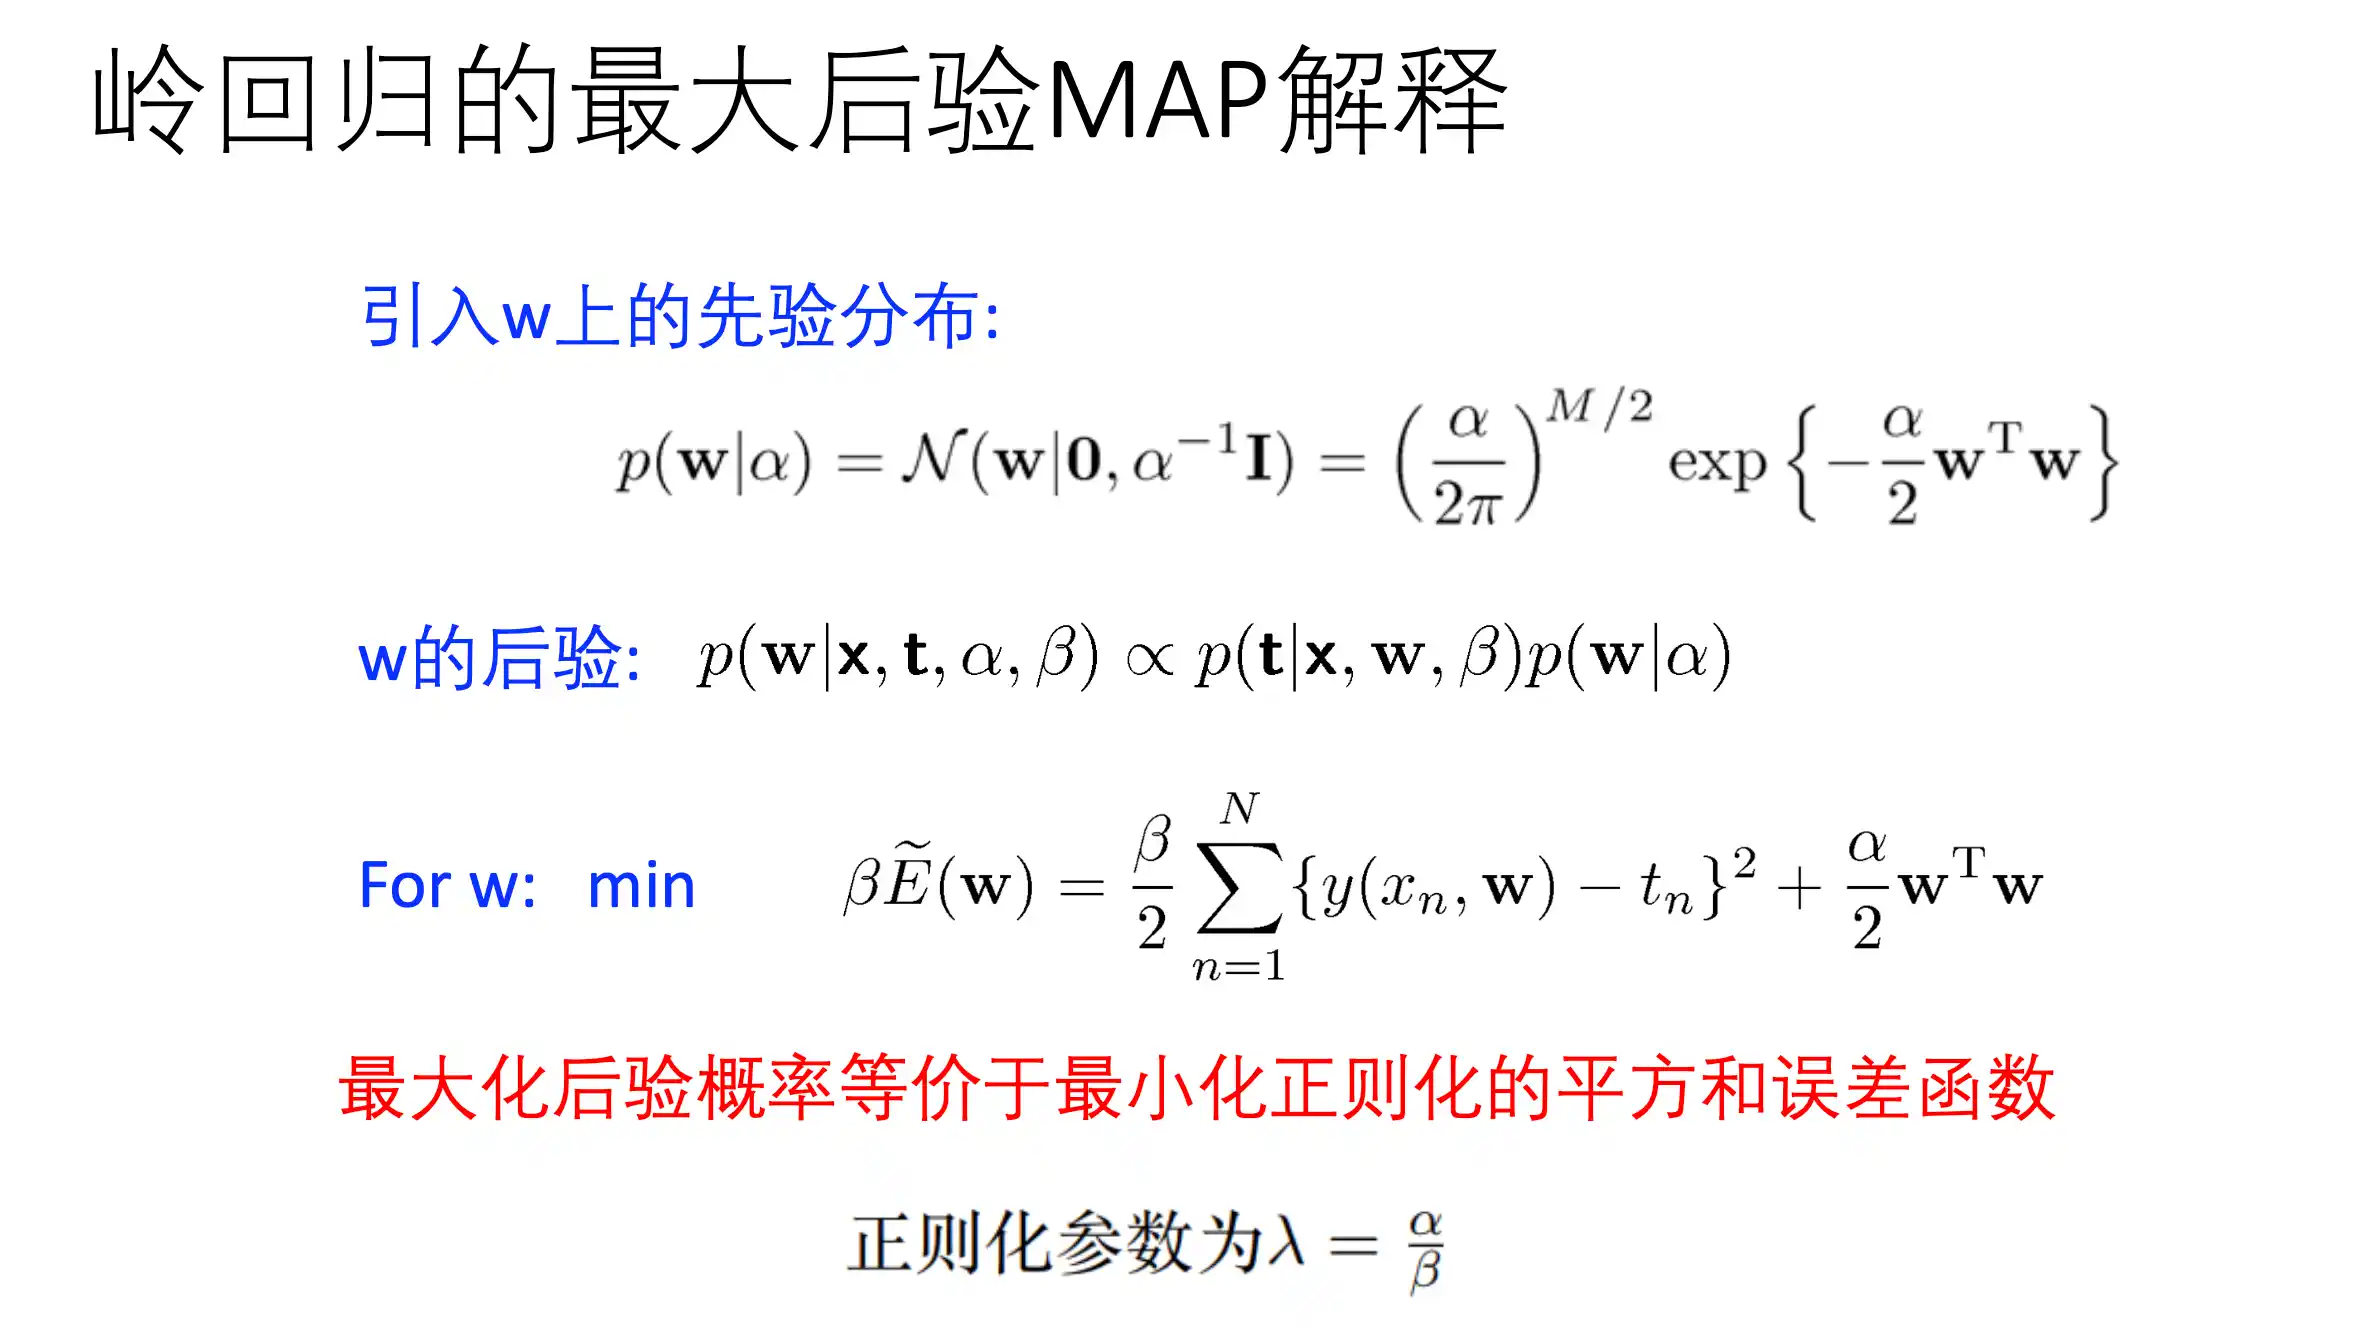 岭回归的最大后验MAP解释
引入w上的先验分布:
$p(\mathbf{w}|\alpha) = \mathcal{N}(\mathbf{w}|\mathbf{0}, \alpha^{-1}\mathbf{I}) = \left(\frac{\alpha}{2\pi}\right)^{M/2} \exp\left\{-\frac{\alpha}{2}\mathbf{w}^{\mathrm{T}}\mathbf{w}\right\}$
w的后验: $p(\mathbf{w}|\mathbf{x}, \mathbf{t}, \alpha, \beta) \propto p(\mathbf{t}|\mathbf{x}, \mathbf{w}, \beta)p(\mathbf{w}|\alpha)$
For w: min $\beta\widetilde{E}(\mathbf{w}) = \frac{\beta}{2}\sum_{n=1}^{N}\{y(x_n, \mathbf{w}) - t_n\}^2 + \frac{\alpha}{2}\mathbf{w}^{\mathrm{T}}\mathbf{w}$
最大化后验概率等价于最小化正则化的平方和误差函数
正则化参数为$\lambda = \frac{\alpha}{\beta}$